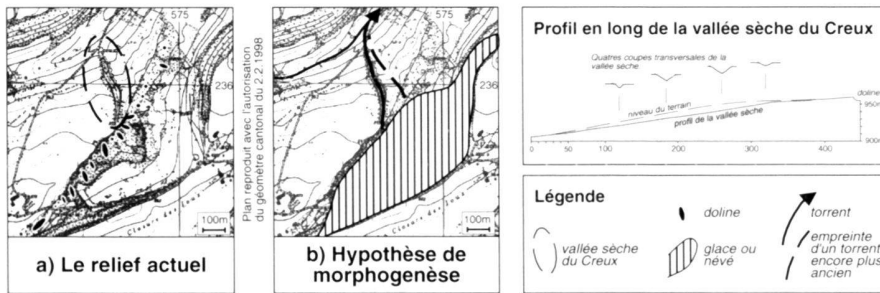 575
236
Clos... des Loups
100m
a) Le relief actuel
Plan reproduit avec l'autorisation
du géomètre cantonal du 2.2.1998
575
236
100m
b) Hypothèse de
morphogenèse
Profil en long de la vallée sèche du Creux
Quatres coupes transversales de la
vallée sèche
doline
950m
niveau du terrain
profil de la vallée sèche
900m
0
50
100
200
300
400
Légende
vallée sèche
du Creux
doline
glace ou
névé
torrent
empreinte
d'un torrent
encore plus
ancien